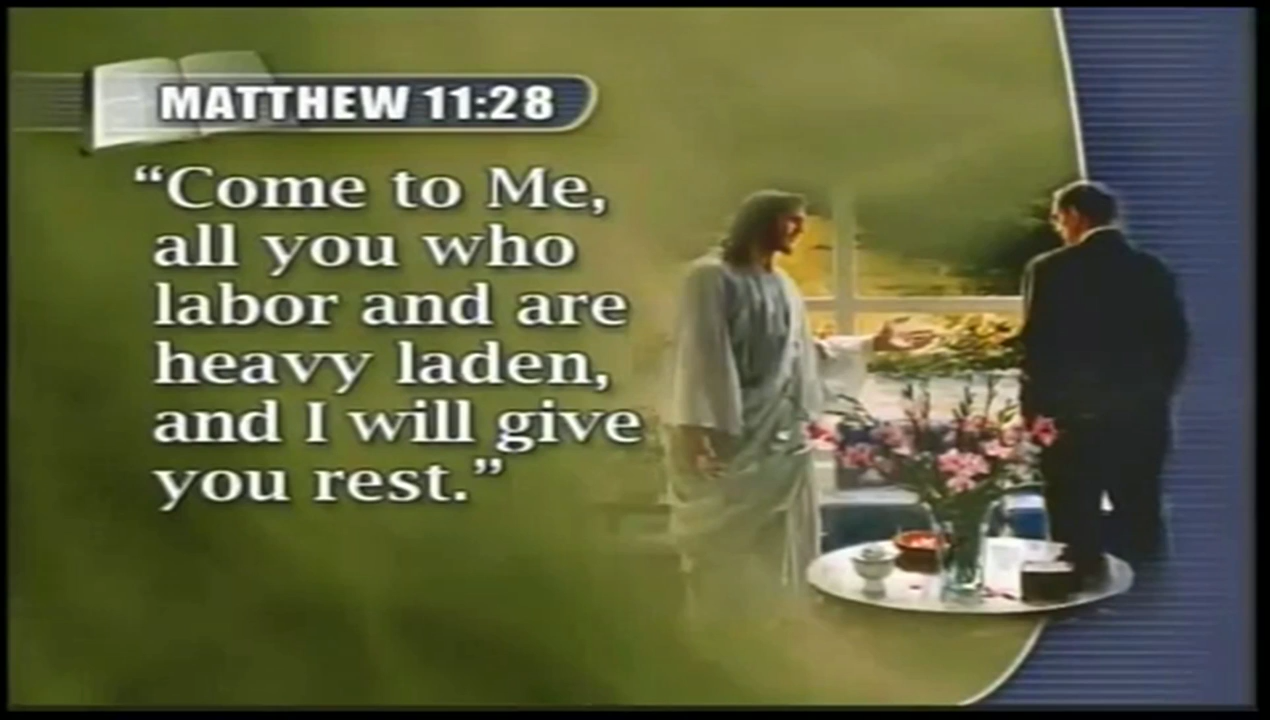 MATTHEW 11:28
“Come to Me,
all you who
labor and are
heavy laden,
and I will give
you rest.”